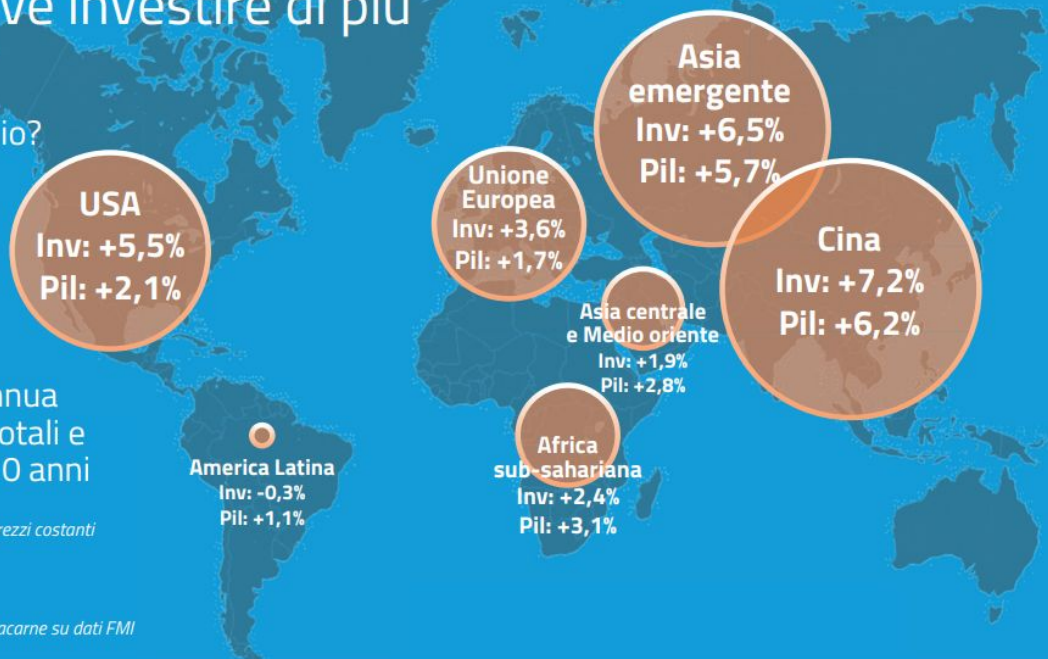 ve investire di più
io?
USA
Inv: +5,5%
Pil: +2,1%
Unione
Europea
Inv: +3,6%
Pil: +1,7%
Asia
emergente
Inv: +6,5%
Pil: +5,7%
Cina
Inv: +7,2%
Pil: +6,2%
Asia centrale
e Medio oriente
Inv: +1,9%
Pil: +2,8%
Africa
sub-sahariana
Inv: +2,4%
Pil: +3,1%
America Latina
Inv: -0,3%
Pil: +1,1%
nnua
otali e
0 anni
rezzi costanti
acarne su dati FMI